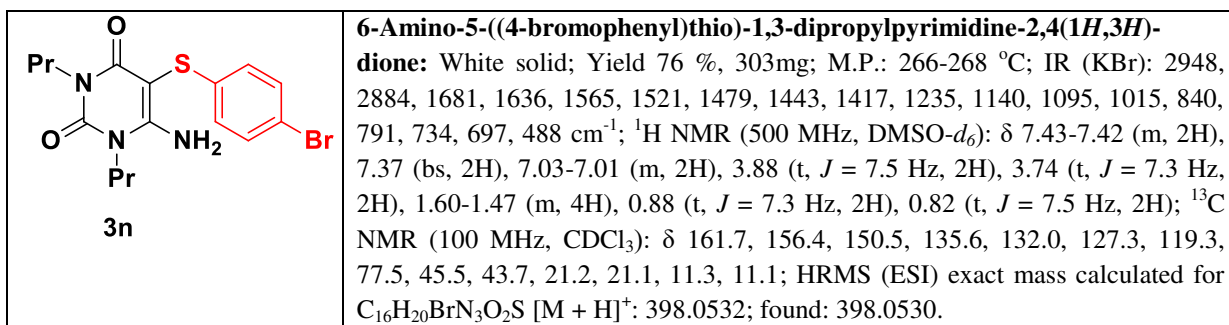 O
Pr
N
S
O
N
NH2
Br
Pr
3n
6-Amino-5-((4-bromophenyl)thio)-1,3-dipropylpyrimidine-2,4(1H,3H)-
dione: White solid; Yield 76 %, 303mg; M.P.: 266-268 °C; IR (KBr): 2948,
2884, 1681, 1636, 1565, 1521, 1479, 1443, 1417, 1235, 1140, 1095, 1015, 840,
791, 734, 697, 488 cm-1; 1H NMR (500 MHz, DMSO-d6): δ 7.43-7.42 (m, 2H),
7.37 (bs, 2H), 7.03-7.01 (m, 2H), 3.88 (t, J = 7.5 Hz, 2H), 3.74 (t, J = 7.3 Hz,
2H), 1.60-1.47 (m, 4H), 0.88 (t, J = 7.3 Hz, 2H), 0.82 (t, J = 7.5 Hz, 2H); 13C
NMR (100 MHz, CDCl3): δ 161.7, 156.4, 150.5, 135.6, 132.0, 127.3, 119.3,
77.5, 45.5, 43.7, 21.2, 21.1, 11.3, 11.1; HRMS (ESI) exact mass calculated for
C16H20BrN3O2S [M + H]+: 398.0532; found: 398.0530.